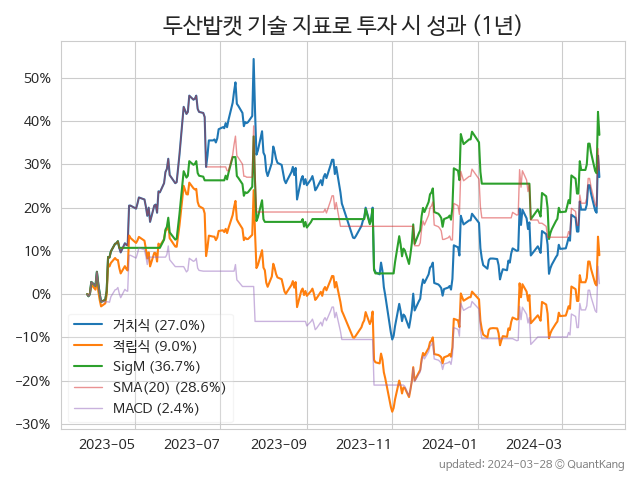 두산밥캣 기술 지표로 투자 시 성과 (1년)
50%
40%
30%
20%
10%
0%
−10%
−20%
−30%
거치식 (27.0%)
적립식 (9.0%)
SigM (36.7%)
SMA(20) (28.6%)
MACD (2.4%)
2023-05 2023-07 2023-09 2023-11 2024-01 2024-03
updated: 2024-03-28 © QuantKang